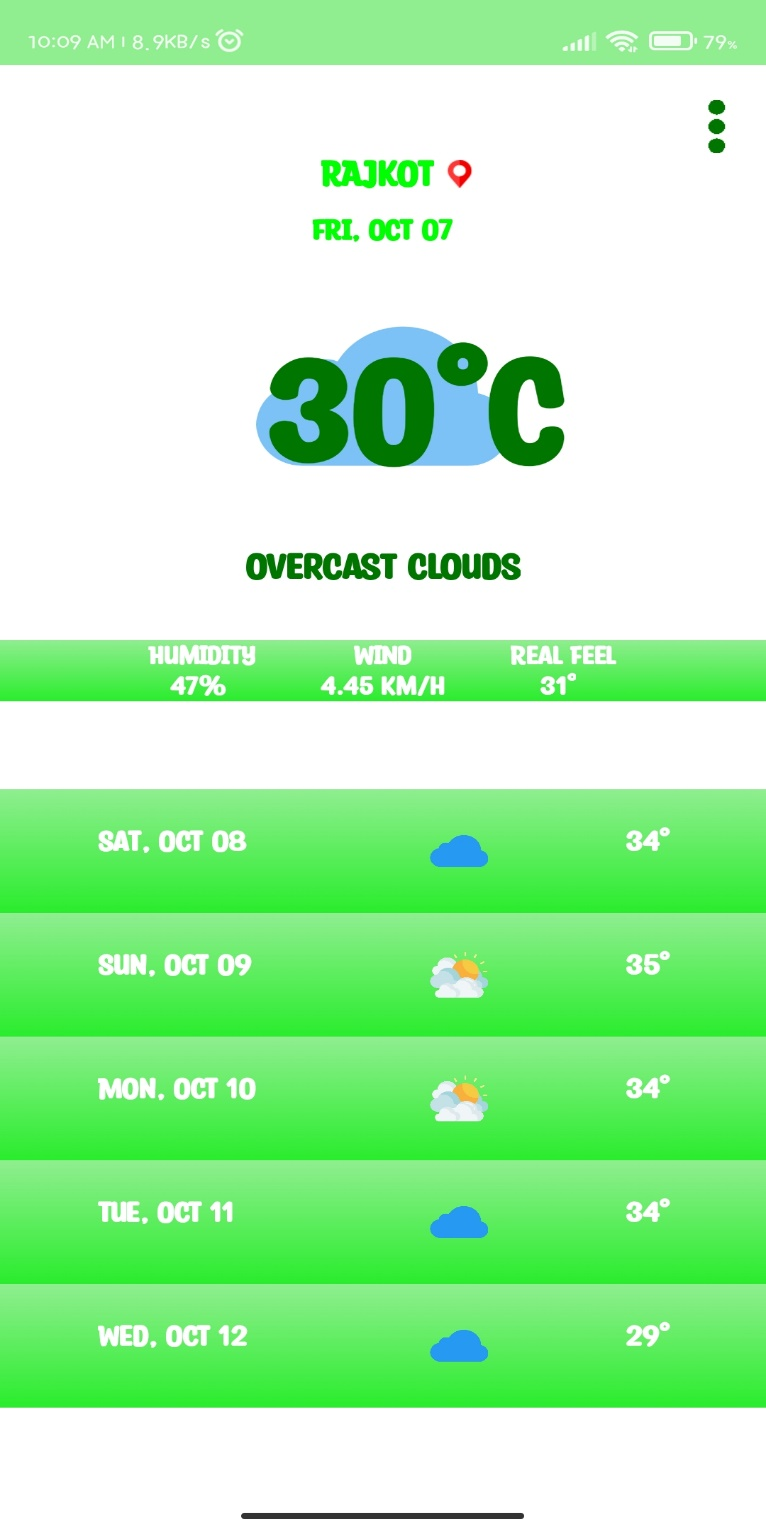 10:09 AM | 8.9KB/s 79%
RAJKOT
FRI, OCT 07
30°C
OVERCAST CLOUDS
HUMIDITY WIND REAL FEEL
47% 4.45 KM/H 31°
SAT, OCT 08 34°
SUN, OCT 09 35°
MON, OCT 10 34°
TUE, OCT 11 34°
WED, OCT 12 29°